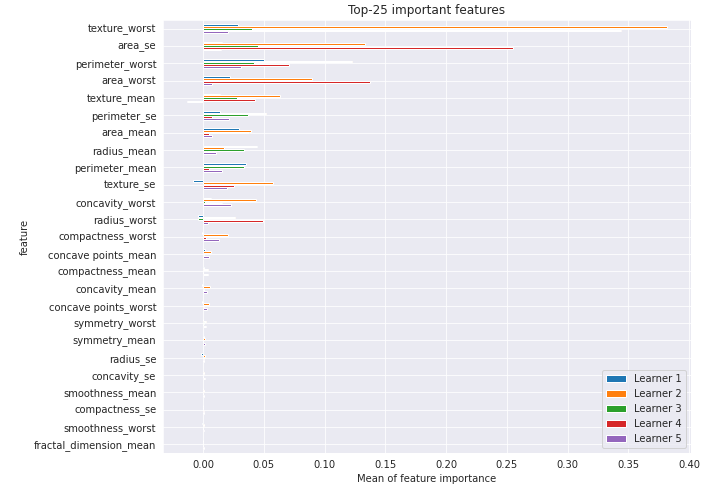 Top-25 important features
texture_worst
area_se
perimeter_worst
area_worst
texture_mean
perimeter_se
area_mean
radius_mean
perimeter_mean
texture_se
concavity_worst
radius_worst
compactness_worst
concave points_mean
compactness_mean
concavity_mean
concave points_worst
symmetry_worst
symmetry_mean
radius_se
concavity_se
smoothness_mean
compactness_se
smoothness_worst
fractal_dimension_mean
feature
Learner 1
Learner 2
Learner 3
Learner 4
Learner 5
0.00 0.05 0.10 0.15 0.20 0.25 0.30 0.35 0.40
Mean of feature importance